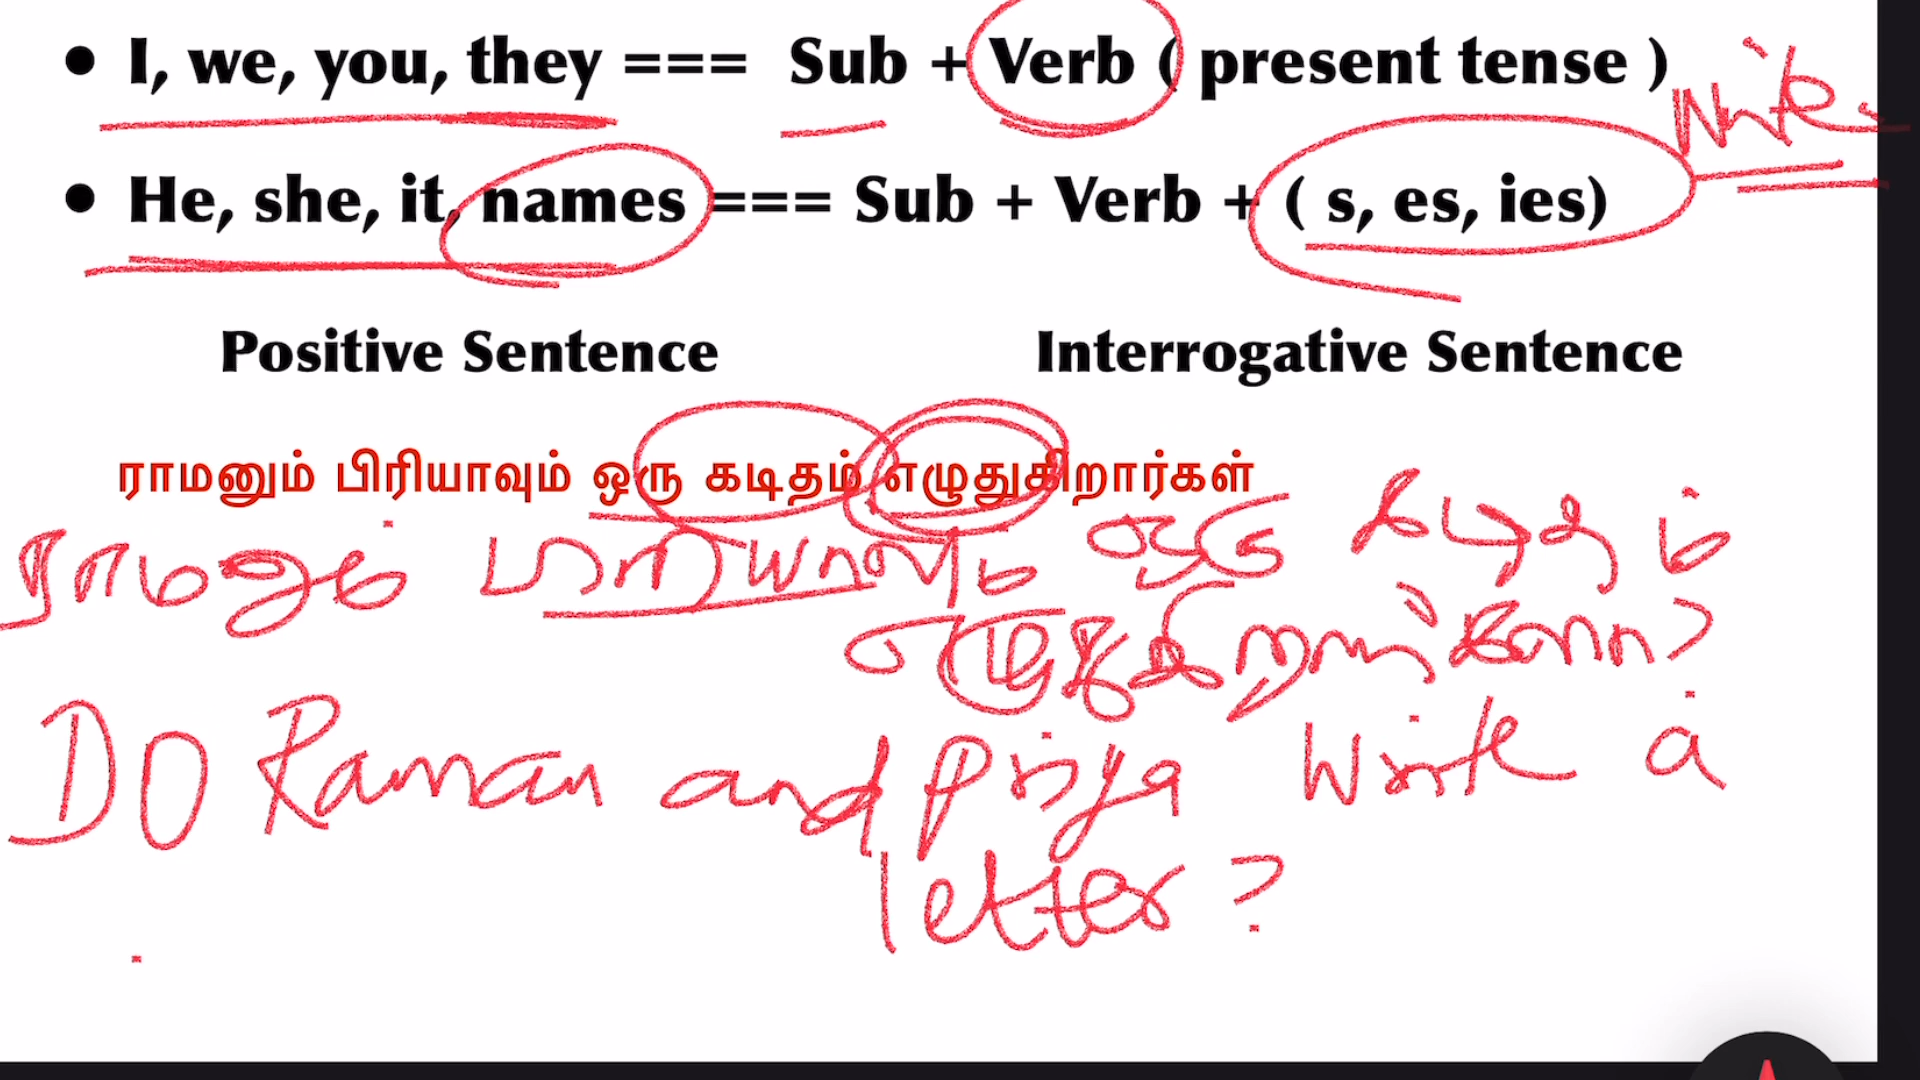 • I, we, you, they === Sub + Verb ( present tense )
Write
• He, she, it, names === Sub + Verb + ( s, es, ies)
Positive Sentence Interrogative Sentence
ராமனும் பிரியாவும் ஒரு கடிதம் எழுதுகிறார்கள்
ராமனும் பிரியாவும் ஒரு கடிதம்
எழுதுகிறார்களா?
DO Raman and Priya Write a
letter?